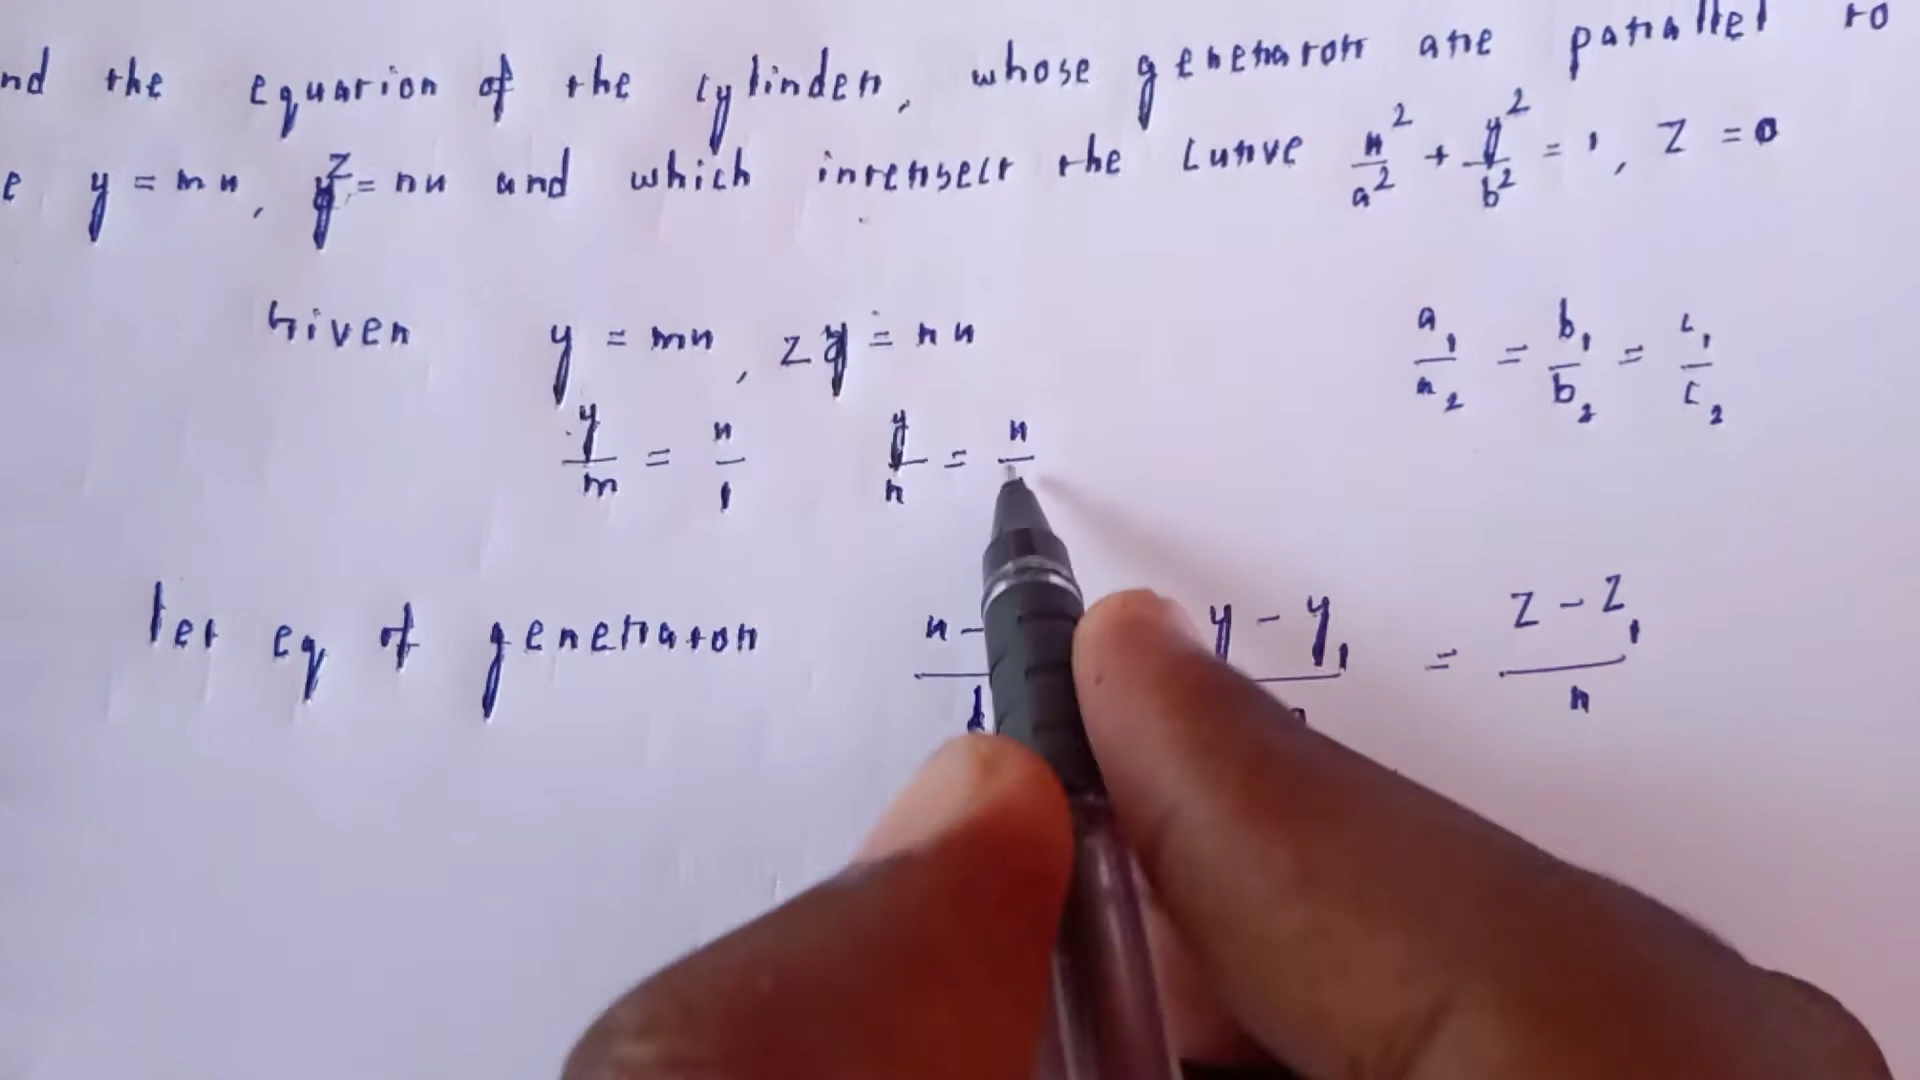 nd the equation of the cylinder, whose generator are parallel to
e y = mx, z = nx and which intersect the curve x²/a² + y²/b² = 1, z = 0
Given y = mx, z = nx
a₁/a₂ = b₁/b₂ = c₁/c₂
y/m = x/1 y/n = x
let eq of generator x - y - y₁ = z - z₁/n